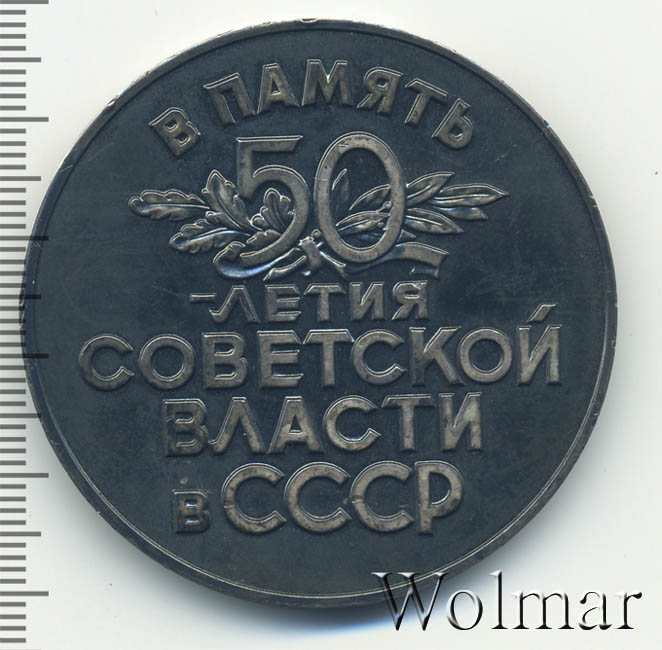 В ПАМЯТЬ
50
-ЛЕТИЯ
СОВЕТСКОЙ
ВЛАСТИ
В СССР
Wolmar